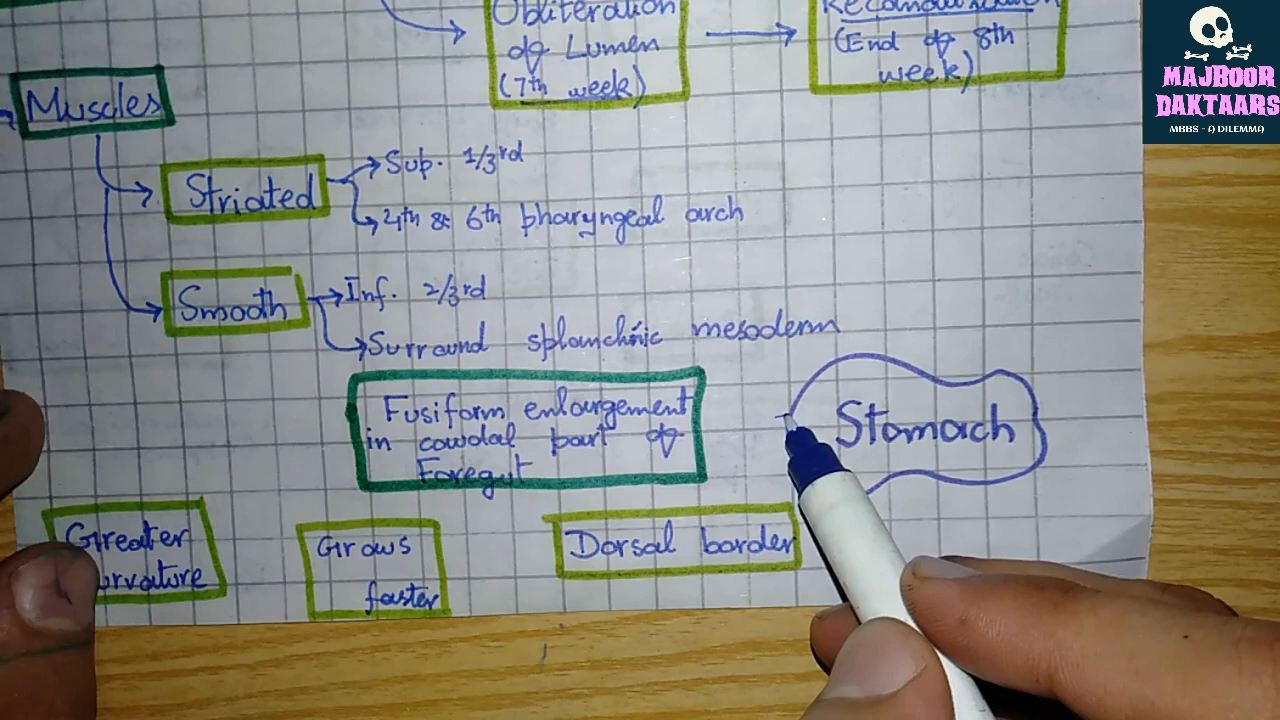 Obliteration
of Lumen
(7th week)
Recanalization
(End of 8th
week)
MAJBOOR
DAKTAARS
MBBS - A DILEMMA
Muscles
Striated
Sup. 1/3rd
4th & 6th pharyngeal arch
Smooth
Inf. 2/3rd
Surround splanchnic mesoderm
Fusiform enlargement
in caudal part of
Foregut
Stomach
Greater
curvature
Grows
faster
Dorsal border